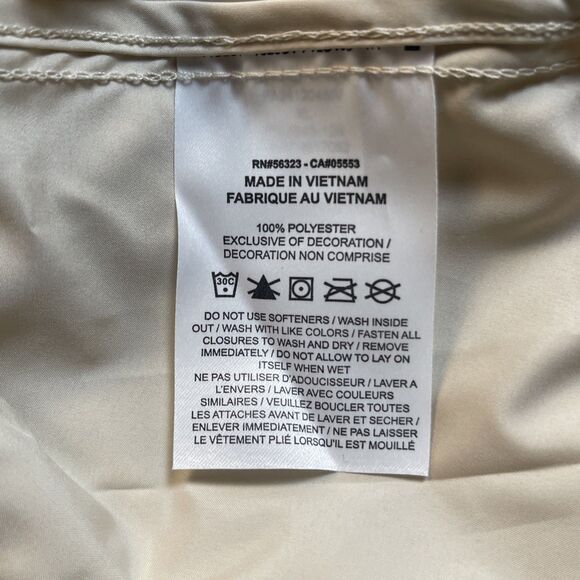 RN#56323 - CA#05553
MADE IN VIETNAM
FABRIQUE AU VIETNAM
100% POLYESTER
EXCLUSIVE OF DECORATION /
DECORATION NON COMPRISE
30C
DO NOT USE SOFTENERS / WASH INSIDE
OUT / WASH WITH LIKE COLORS / FASTEN ALL
CLOSURES TO WASH AND DRY / REMOVE
IMMEDIATELY / DO NOT ALLOW TO LAY ON
ITSELF WHEN WET
NE PAS UTILISER D'ADOUCISSEUR / LAVER A
L'ENVERS / LAVER AVEC COULEURS
SIMILAIRES / VEUILLEZ BOUCLER TOUTES
LES ATTACHES AVANT DE LAVER ET SECHER /
ENLEVER IMMEDIATEMENT / NE PAS LAISSER
LE VÊTEMENT PLIÉ LORSQU'IL EST MOUILLÉ